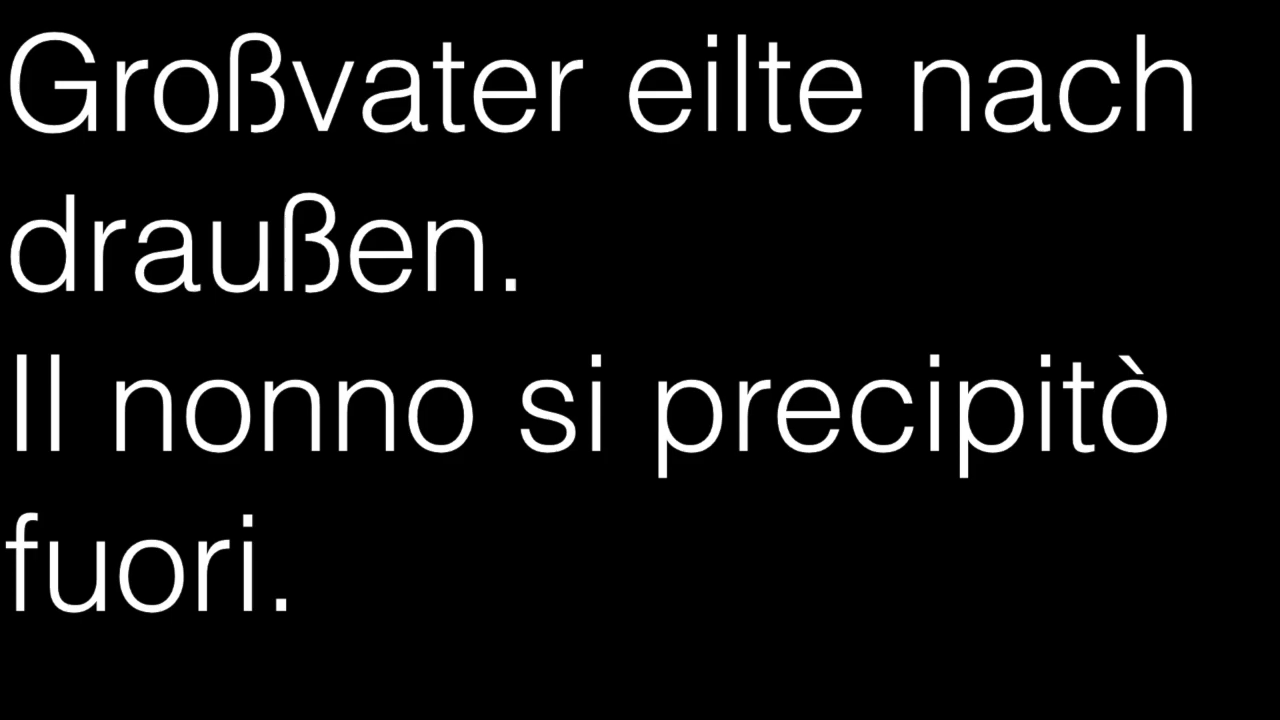 Großvater eilte nach
draußen.
Il nonno si precipitò
fuori.